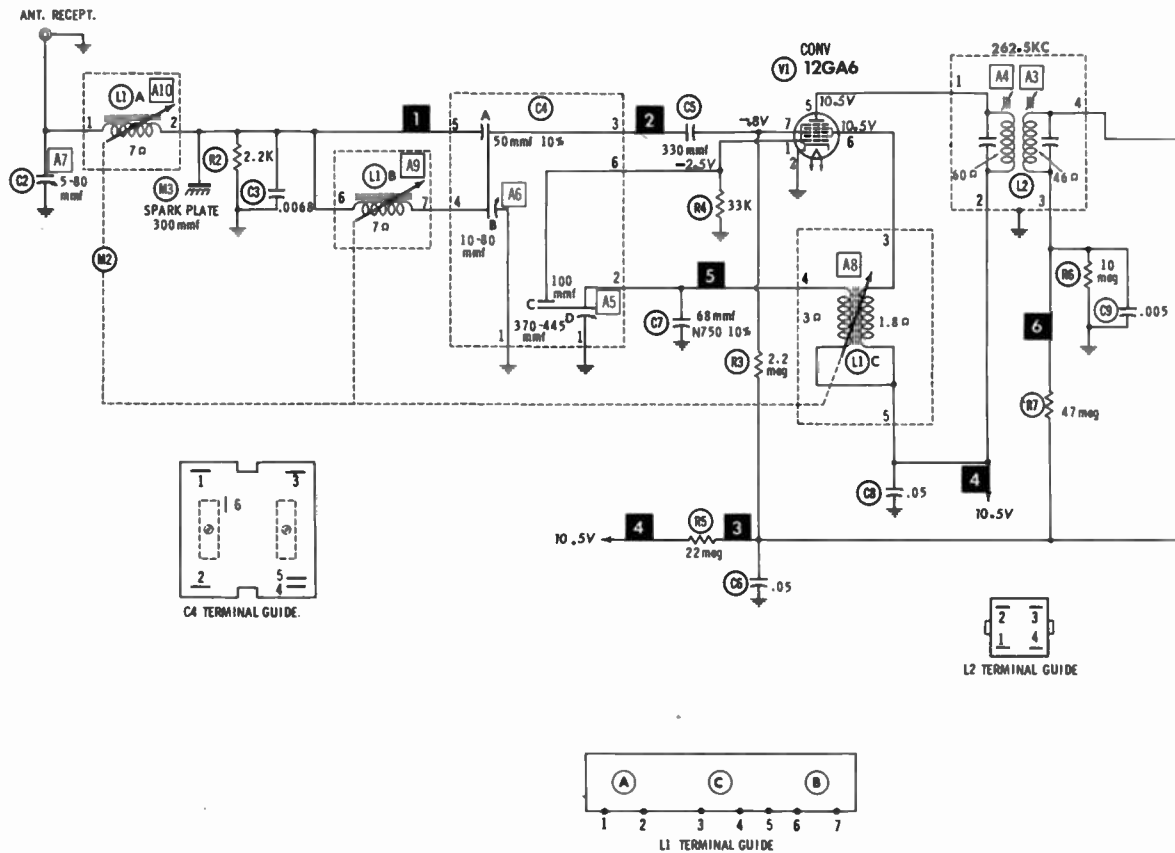 ANT. RECEPT.
L1 A
A10
1
2
7Ω
A7
C2
.5-80
mmf
M3
SPARK PLATE
300mmf
R2
2.2K
C3
.0068
M2
1
6
L1 B
A9
7
7Ω
C4
5
A
50mmf 10%
3
6
4
B
A6
10-80
mmf
2
C
100
mmf
370-445
mmf
D
A5
1
1
2
C5
330mmf
-.8V
-2.5V
R4
33K
5
C7
68mmf
N750 10%
R3
2.2
meg
CONV
V1 12GA6
5
10.5V
7
1
2
10.5V
6
3
A8
4
3Ω
1.8Ω
L1 C
5
C8
.05
4
10.5V
262.5KC
1
A4
A3
4
60Ω
46Ω
L2
2
3
R6
10
meg
C9
.005
6
R7
47meg
10.5V
4
R5
22meg
3
C6
.05
1
3
6
2
5
4
C4 TERMINAL GUIDE.
2 3
1 4
L2 TERMINAL GUIDE
A C B
1 2 3 4 5 6 7
L1 TERMINAL GUIDE